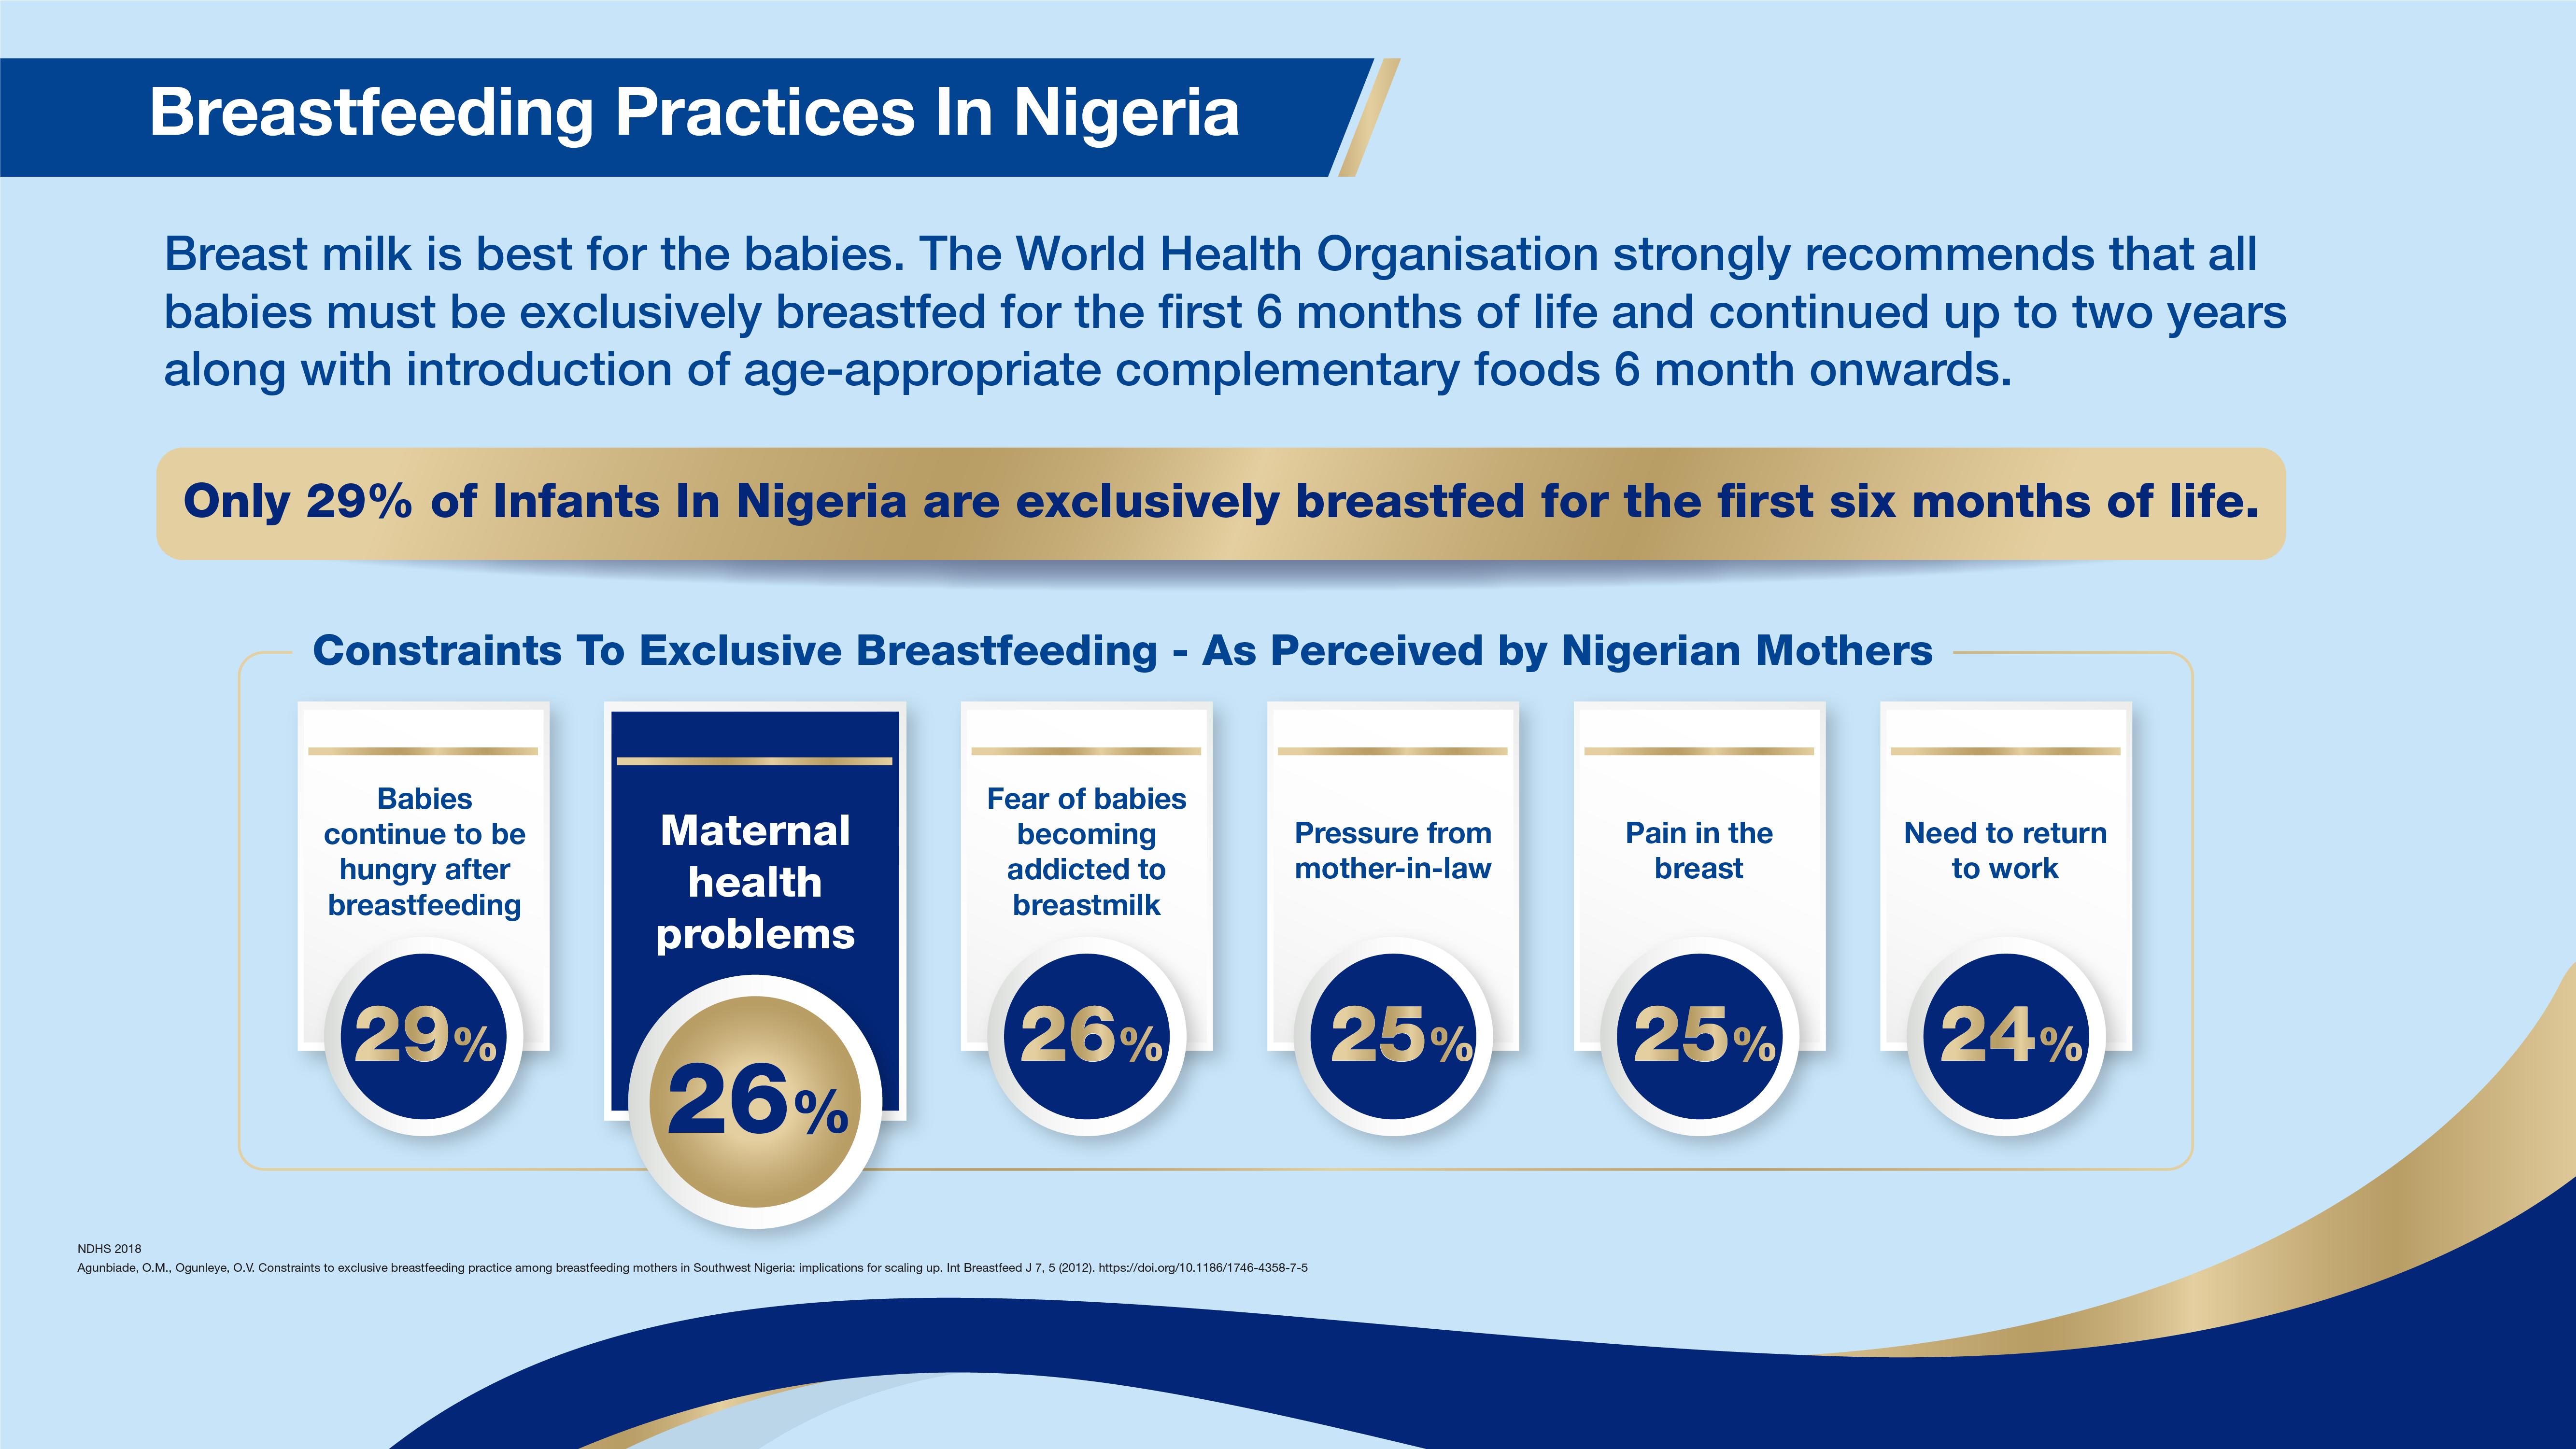 Breastfeeding Practices In Nigeria
Breast milk is best for the babies. The World Health Organisation strongly recommends that all
babies must be exclusively breastfed for the first 6 months of life and continued up to two years
along with introduction of age-appropriate complementary foods 6 month onwards.
Only 29% of Infants In Nigeria are exclusively breastfed for the first six months of life.
Constraints To Exclusive Breastfeeding - As Perceived by Nigerian Mothers
Babies
continue to be
hungry after
breastfeeding
29%
Maternal
health
problems
26%
Fear of babies
becoming
addicted to
breastmilk
26%
Pressure from
mother-in-law
25%
Pain in the
breast
25%
Need to return
to work
24%
NDHS 2018
Agunbiade, O.M., Ogunleye, O.V. Constraints to exclusive breastfeeding practice among breastfeeding mothers in Southwest Nigeria: implications for scaling up. Int Breastfeed J 7, 5 (2012). https://doi.org/10.1186/1746-4358-7-5